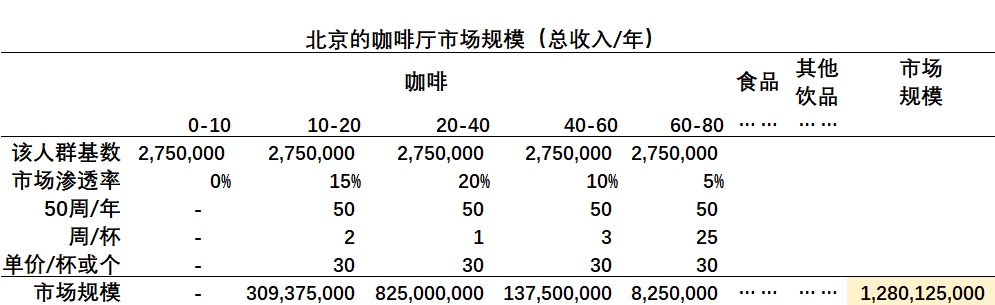 北京的咖啡厅市场规模（总收入/年）
咖啡 食品 其他饮品 市场规模
0-10 10-20 20-40 40-60 60-80 …… ……
该人群基数 2,750,000 2,750,000 2,750,000 2,750,000 2,750,000
市场渗透率 0% 15% 20% 10% 5%
50周/年 - 50 50 50 50
周/杯 - 2 1 3 25
单价/杯或个 - 30 30 30 30
市场规模 - 309,375,000 825,000,000 137,500,000 8,250,000 …… …… 1,280,125,000